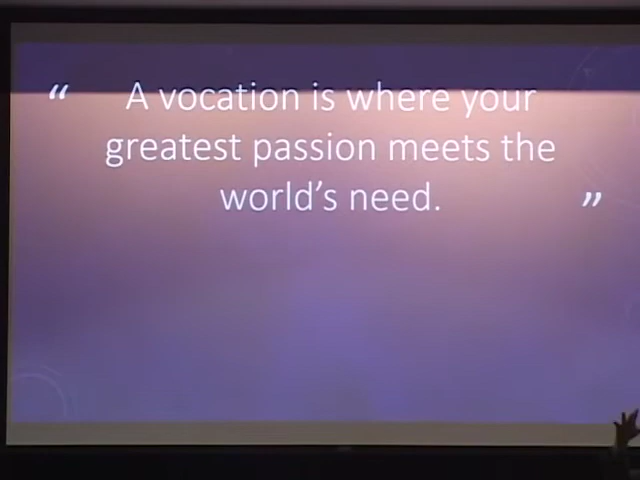 “ A vocation is where your
greatest passion meets the
world’s need. ”